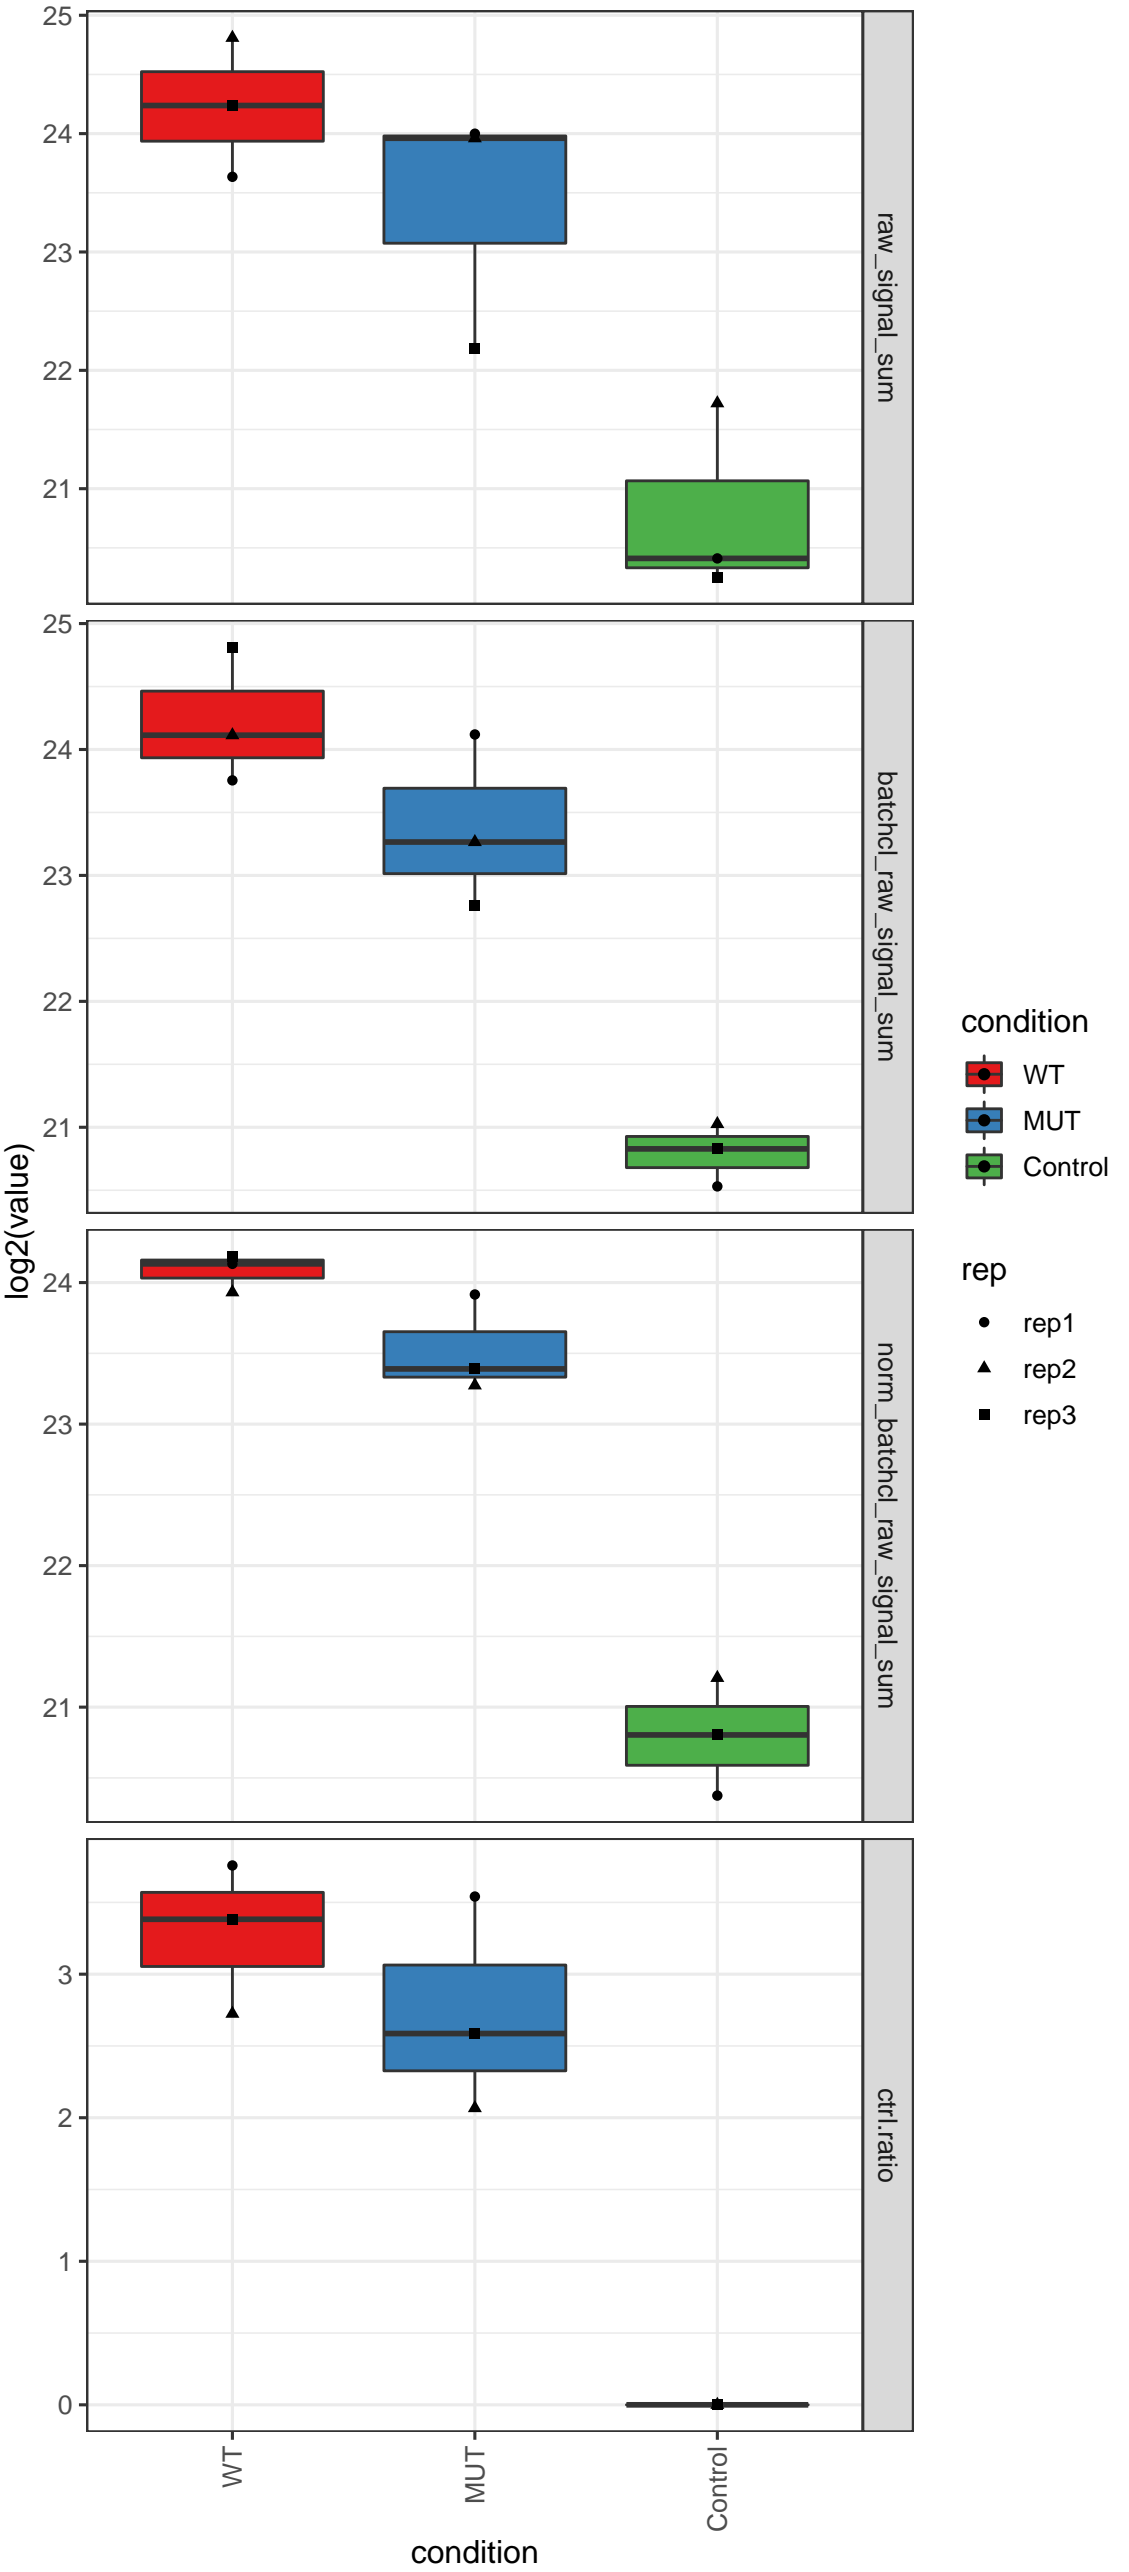 25
24
23
22
21
raw_signal_sum
25
24
23
22
21
batchcl_raw_signal_sum
24
23
22
21
norm_batchcl_raw_signal_sum
3
2
1
0
ctrl.ratio
log2(value)
WT
MUT
Control
condition
condition
WT
MUT
Control
rep
rep1
rep2
rep3